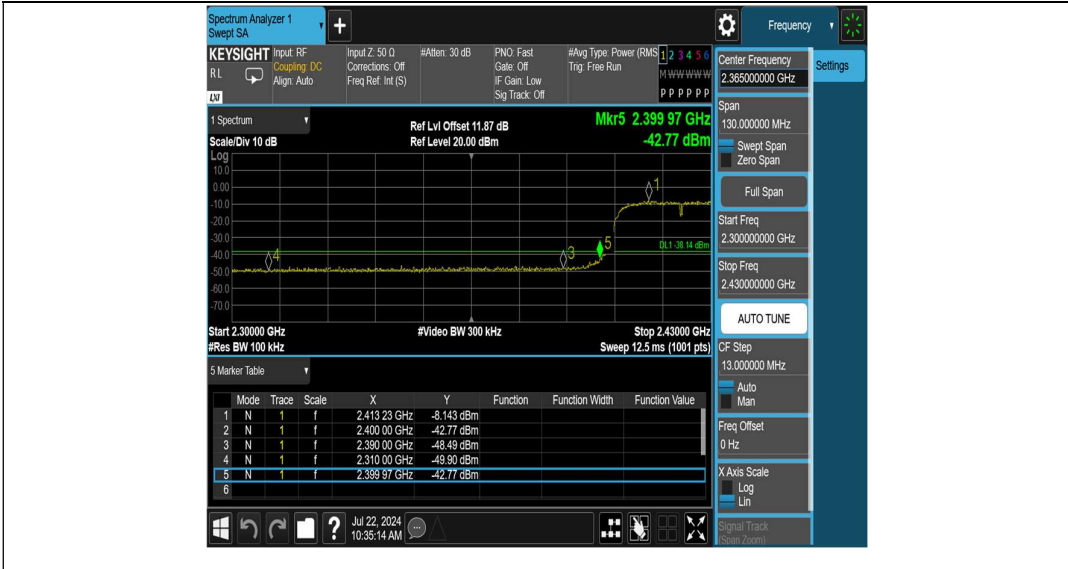 Spectrum Analyzer 1
Swept SA
+
Frequency
KEYSIGHT Input: RF Input Z: 50 Ω #Atten: 30 dB PNO: Fast #Avg Type: Power (RMS 1 2 3 4 5 6
RL Coupling: DC Corrections: Off Gate: Off Trig: Free Run M W W W W W
Align: Auto Freq Ref: Int (S) IF Gain: Low
LXI Sig Track: Off P P P P P P
1 Spectrum
Ref Lvl Offset 11.87 dB Mkr5 2.399 97 GHz
Scale/Div 10 dB Ref Level 20.00 dBm -42.77 dBm
Log
10.0
0.00
1
-10.0
-20.0
-30.0
5 DL1 -38.14 dBm
-40.0
4 3
-50.0
-60.0
-70.0
Start 2.30000 GHz #Video BW 300 kHz Stop 2.43000 GHz
#Res BW 100 kHz Sweep 12.5 ms (1001 pts)
5 Marker Table
Mode Trace Scale X Y Function Function Width Function Value
1 N 1 f 2.413 23 GHz -8.143 dBm
2 N 1 f 2.400 00 GHz -42.77 dBm
3 N 1 f 2.390 00 GHz -48.49 dBm
4 N 1 f 2.310 00 GHz -49.90 dBm
5 N 1 f 2.399 97 GHz -42.77 dBm
6
? Jul 22, 2024
10:35:14 AM
Center Frequency
2.365000000 GHz
Settings
Span
130.000000 MHz
Swept Span
Zero Span
Full Span
Start Freq
2.300000000 GHz
Stop Freq
2.430000000 GHz
AUTO TUNE
CF Step
13.000000 MHz
Auto
Man
Freq Offset
0 Hz
X Axis Scale
Log
Lin
Signal Track
(Span Zoom)